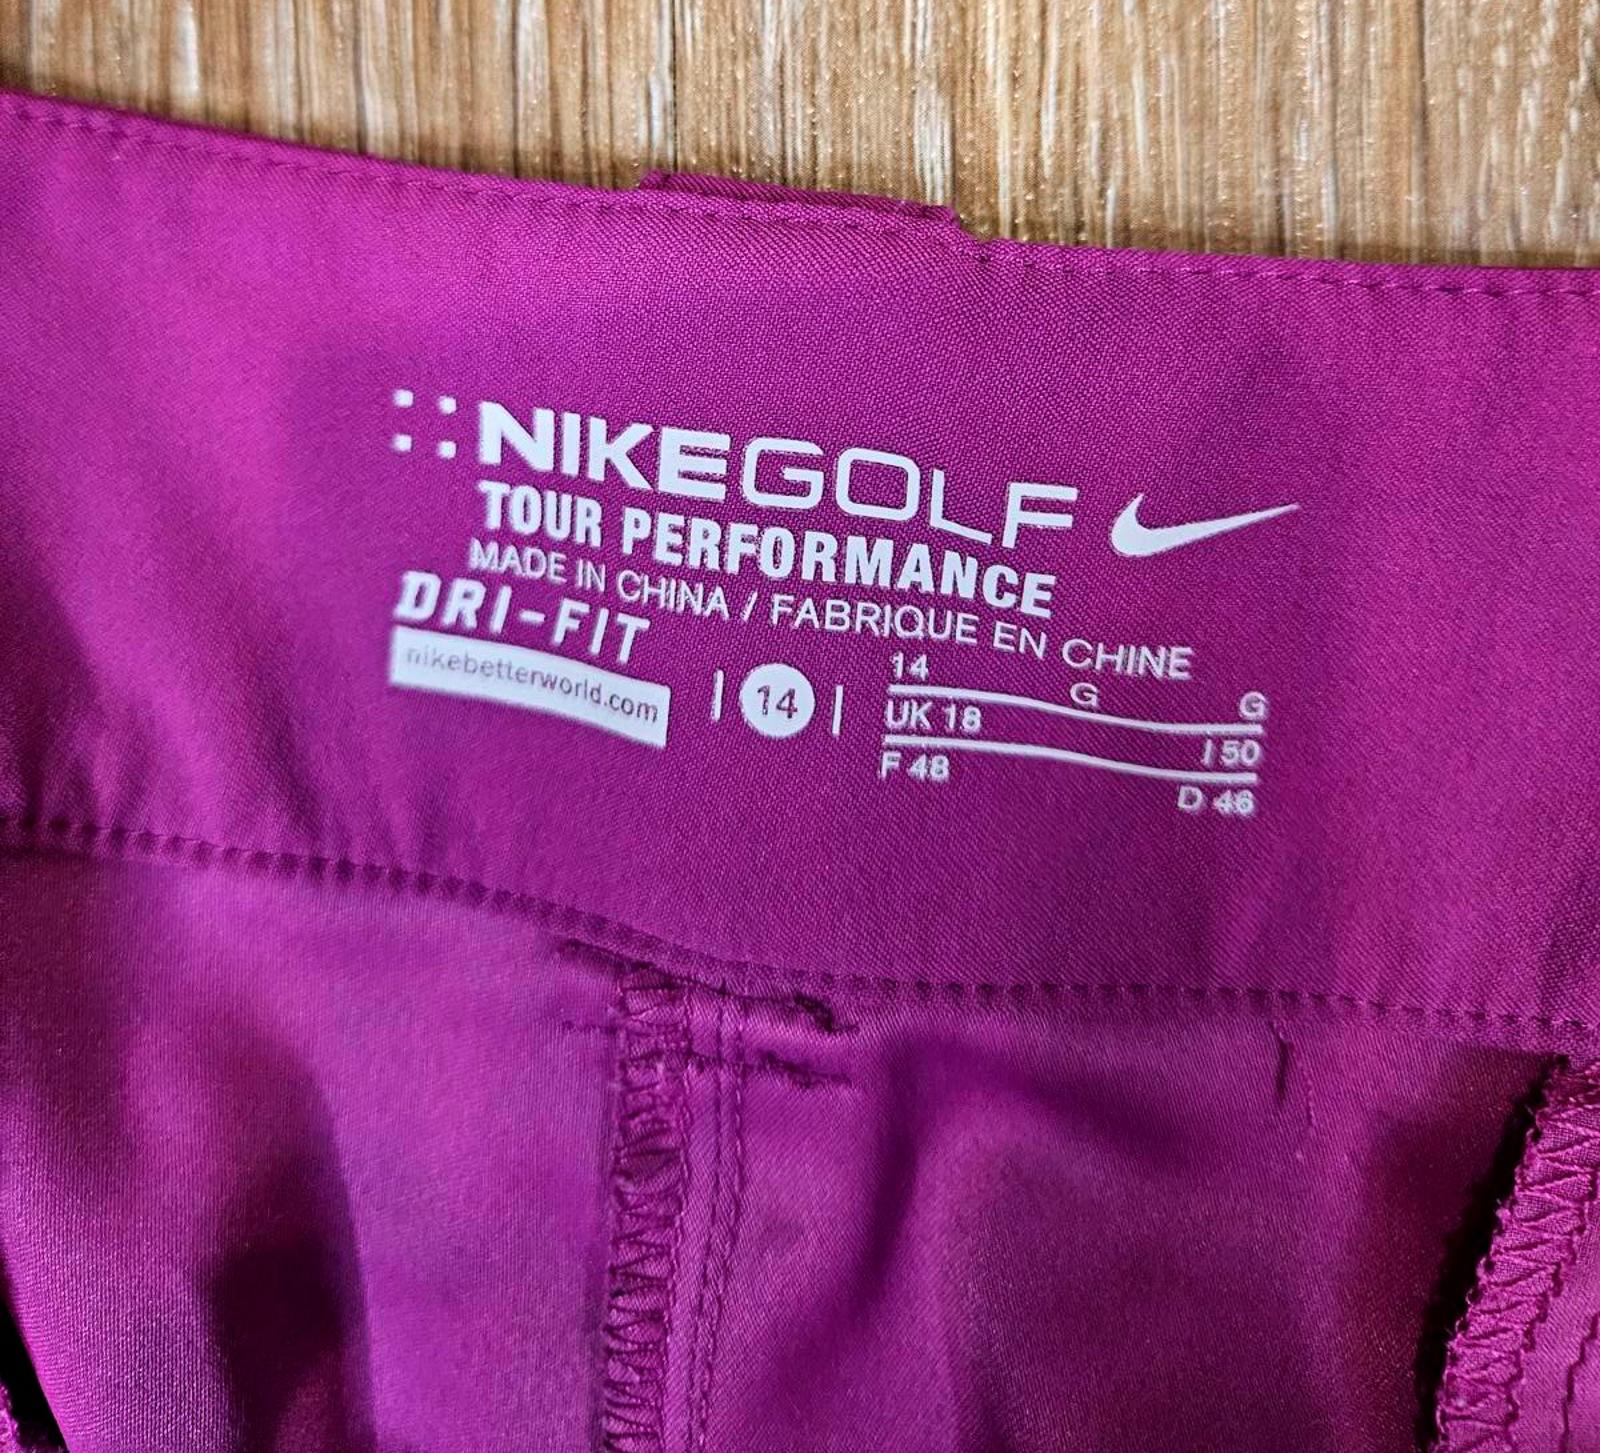 NIKEGOLF
TOUR PERFORMANCE
MADE IN CHINA / FABRIQUE EN CHINE
DRI-FIT
nikebetterworld.com
| 14 |
14 G G
UK 18 I 50
F 48 D 46